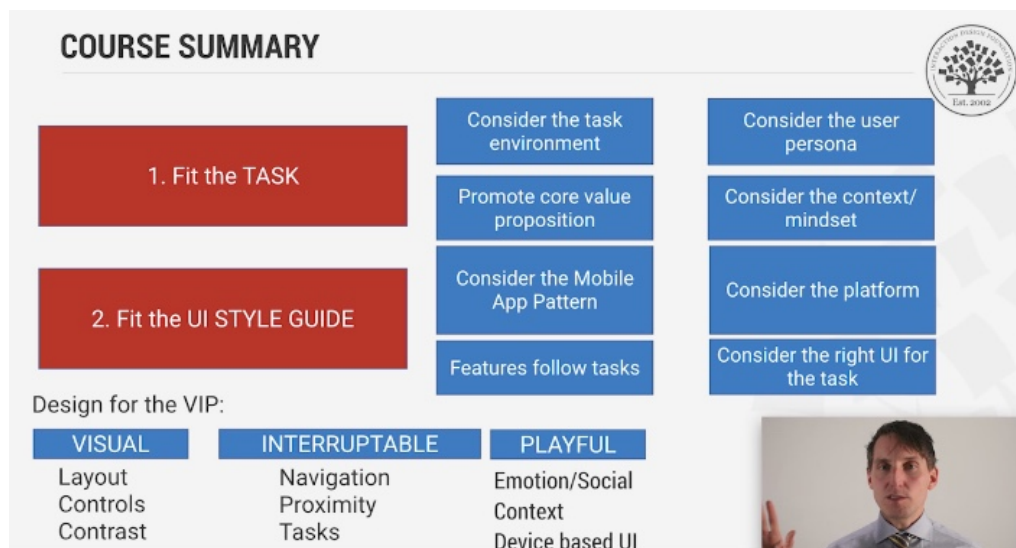 COURSE SUMMARY
INTERACTION DESIGN FOUNDATION
Est. 2002
1. Fit the TASK
2. Fit the UI STYLE GUIDE
Consider the task
environment
Consider the user
persona
Promote core value
proposition
Consider the context/
mindset
Consider the Mobile
App Pattern
Consider the platform
Features follow tasks
Consider the right UI for
the task
Design for the VIP:
VISUAL
Layout
Controls
Contrast
INTERRUPTABLE
Navigation
Proximity
Tasks
PLAYFUL
Emotion/Social
Context
Device based UI